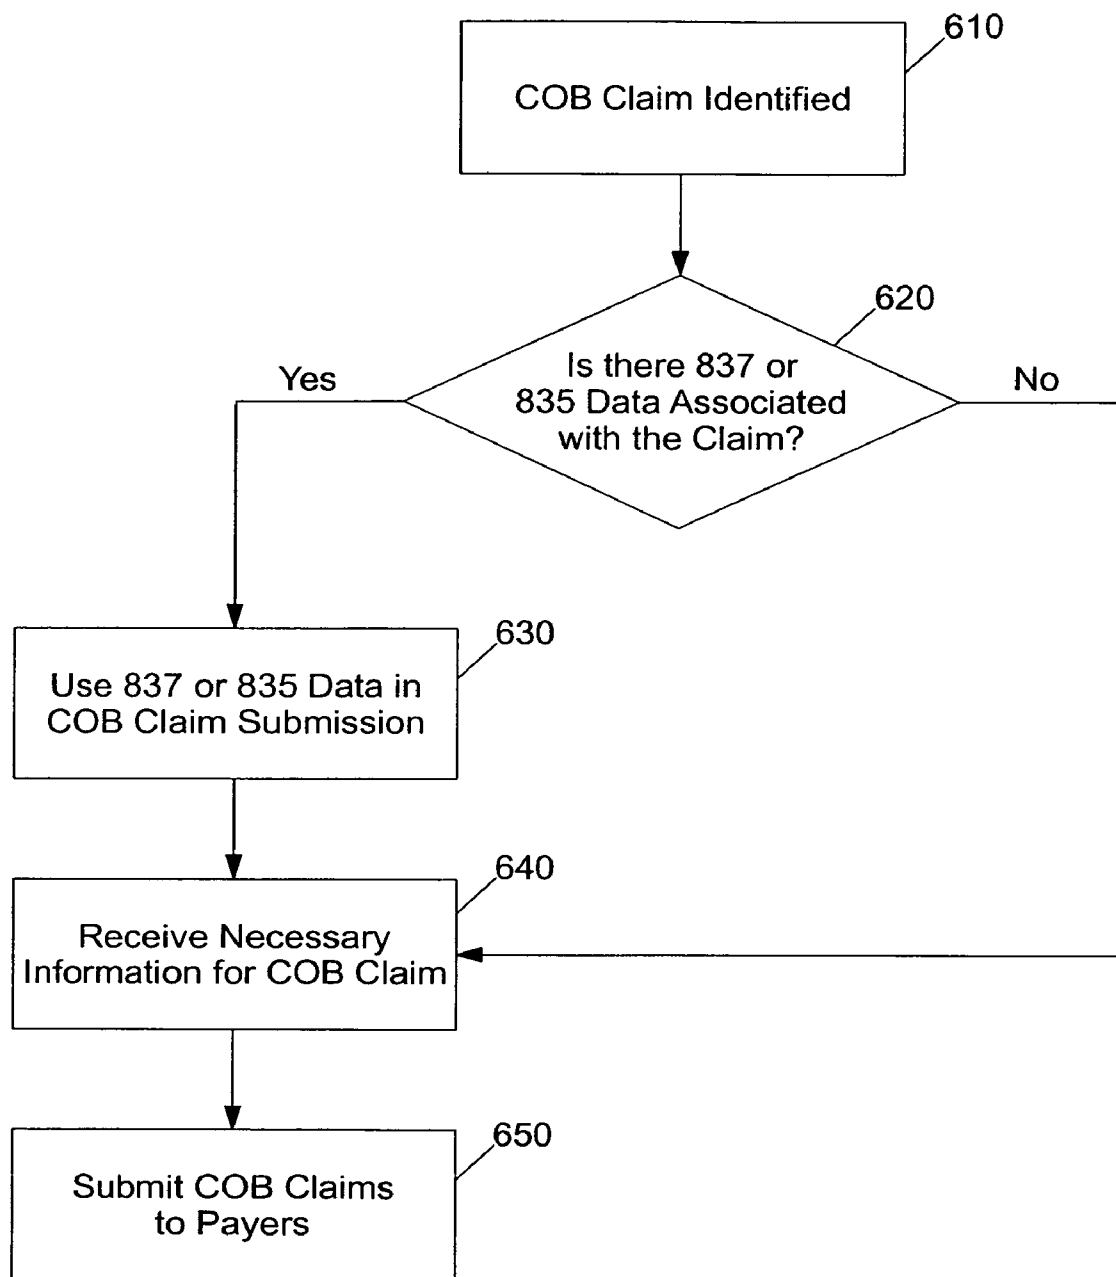 610
COB Claim Identified
620
Is there 837 or
835 Data Associated
with the Claim?
Yes
No
630
Use 837 or 835 Data in
COB Claim Submission
640
Receive Necessary
Information for COB Claim
650
Submit COB Claims
to Payers